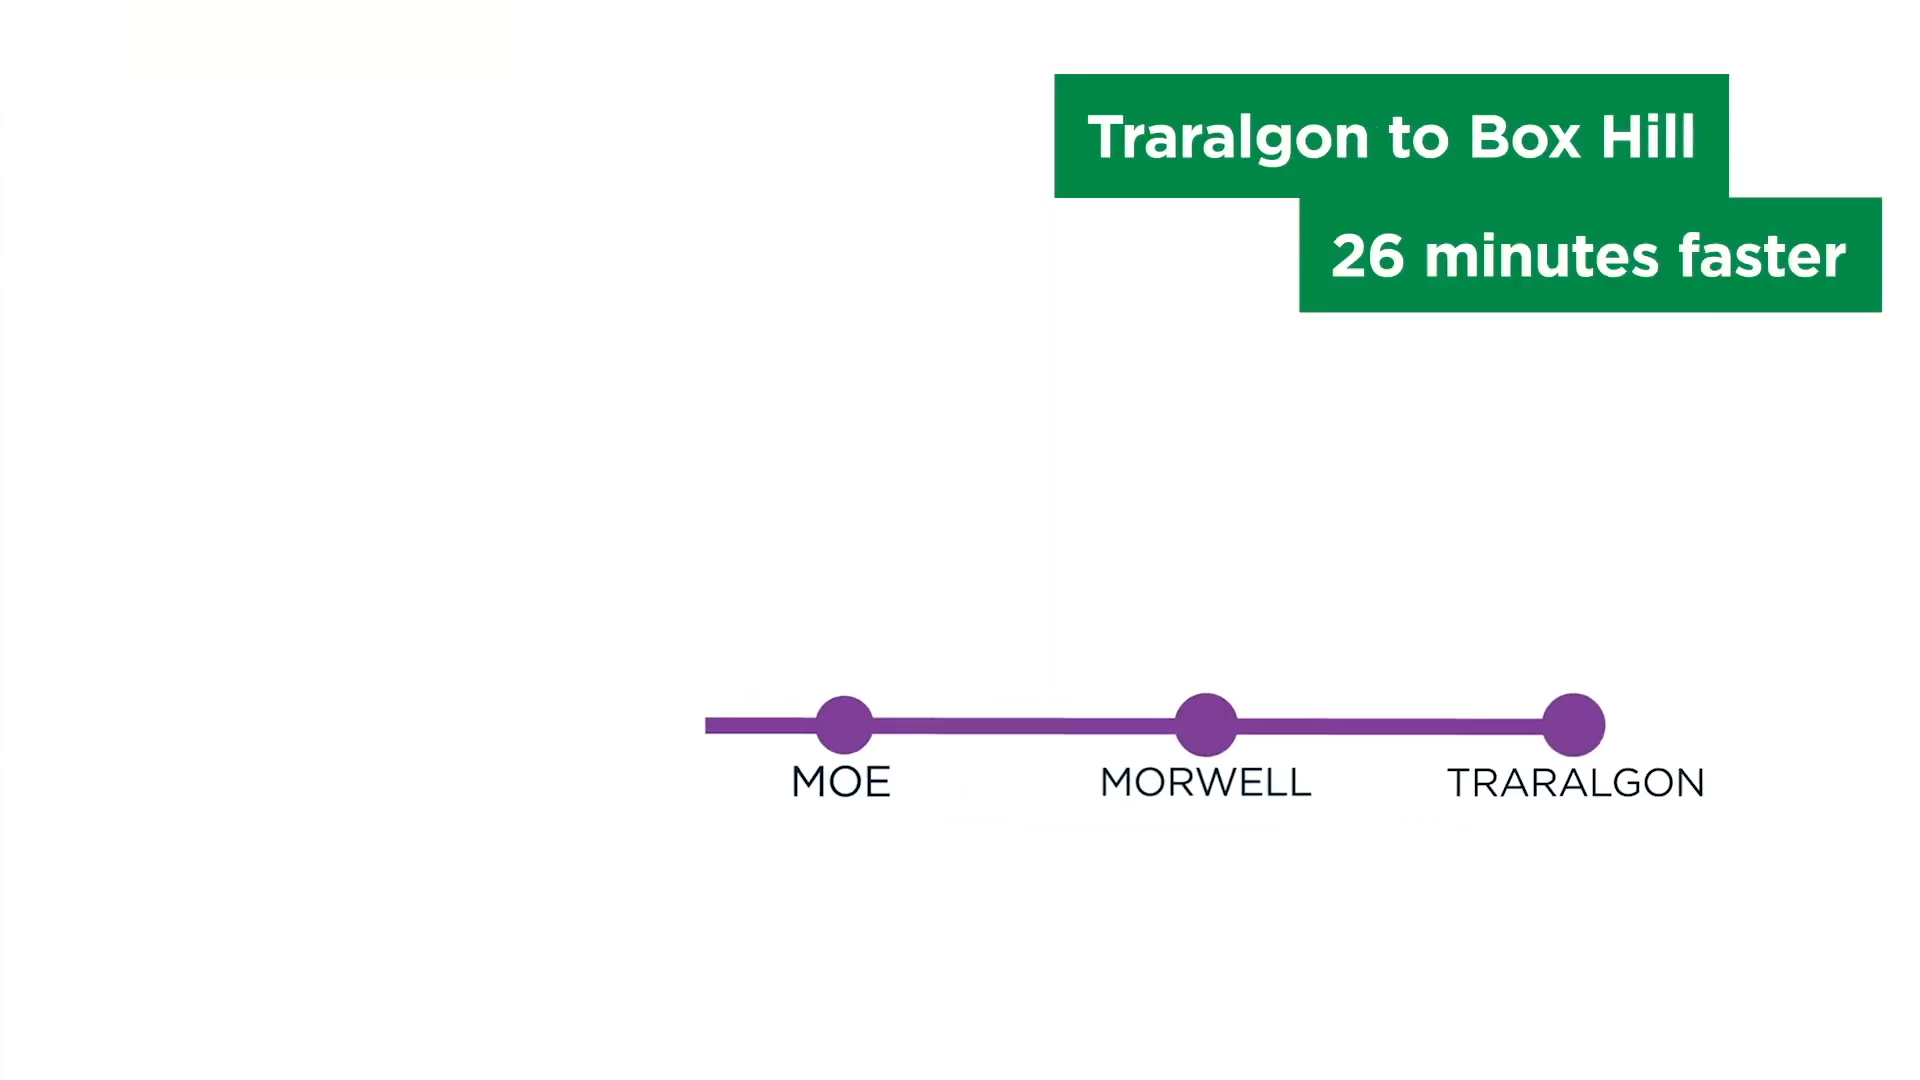 Traralgon to Box Hill
26 minutes faster
MOE
MORWELL
TRARALGON